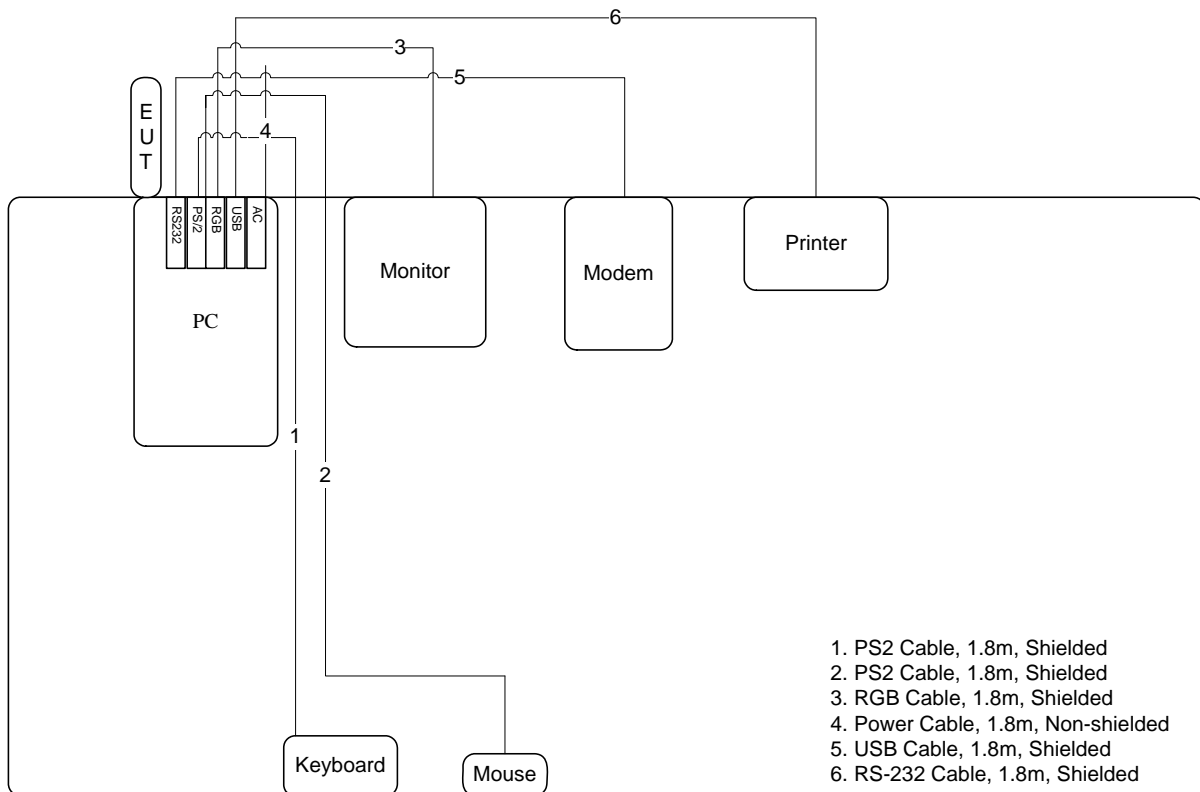 6
3
5
E
U
T
4
RS232
PS/2
RGB
USB
AC
Monitor
Modem
Printer
PC
1
2
1. PS2 Cable, 1.8m, Shielded
2. PS2 Cable, 1.8m, Shielded
3. RGB Cable, 1.8m, Shielded
4. Power Cable, 1.8m, Non-shielded
5. USB Cable, 1.8m, Shielded
6. RS-232 Cable, 1.8m, Shielded
Keyboard
Mouse